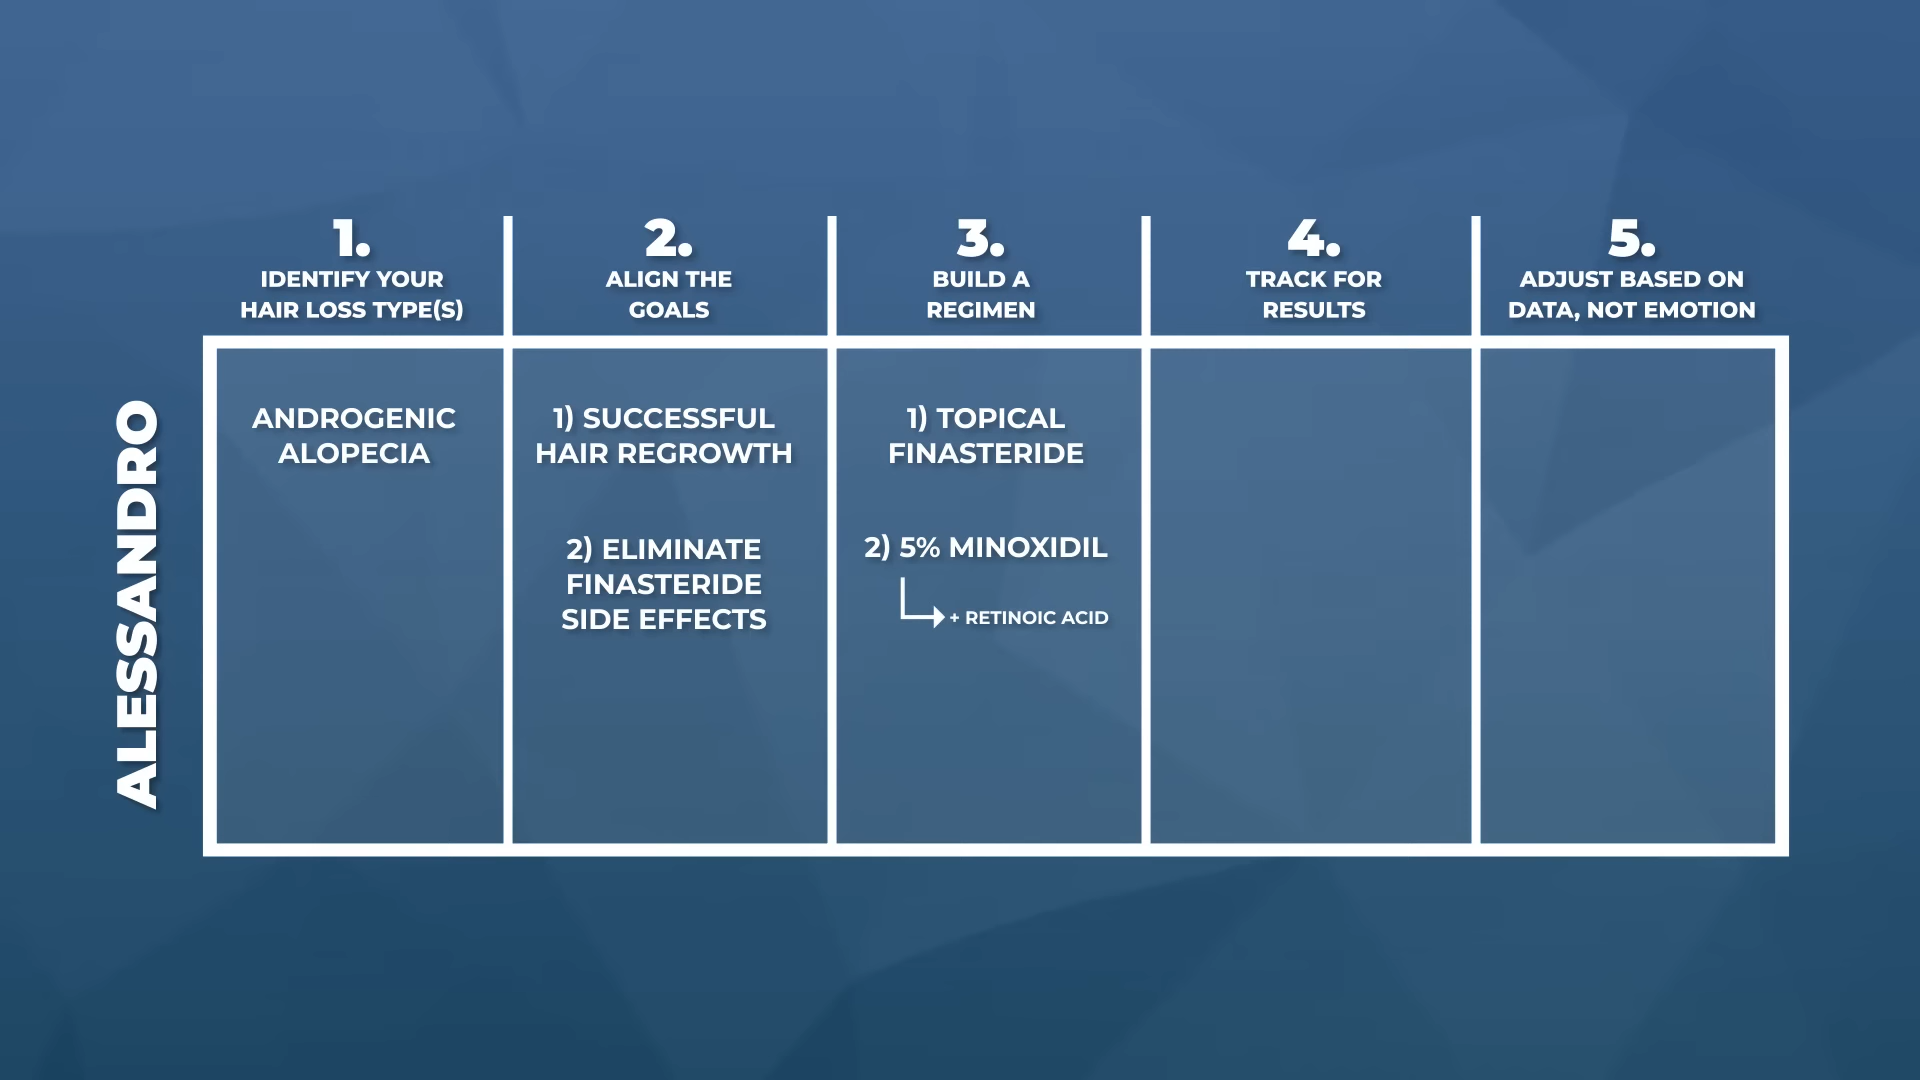 1.
IDENTIFY YOUR
HAIR LOSS TYPE(S)
2.
ALIGN THE
GOALS
3.
BUILD A
REGIMEN
4.
TRACK FOR
RESULTS
5.
ADJUST BASED ON
DATA, NOT EMOTION
ALESSANDRO
ANDROGENIC
ALOPECIA
1) SUCCESSFUL
HAIR REGROWTH
2) ELIMINATE
FINASTERIDE
SIDE EFFECTS
1) TOPICAL
FINASTERIDE
2) 5% MINOXIDIL
+ RETINOIC ACID